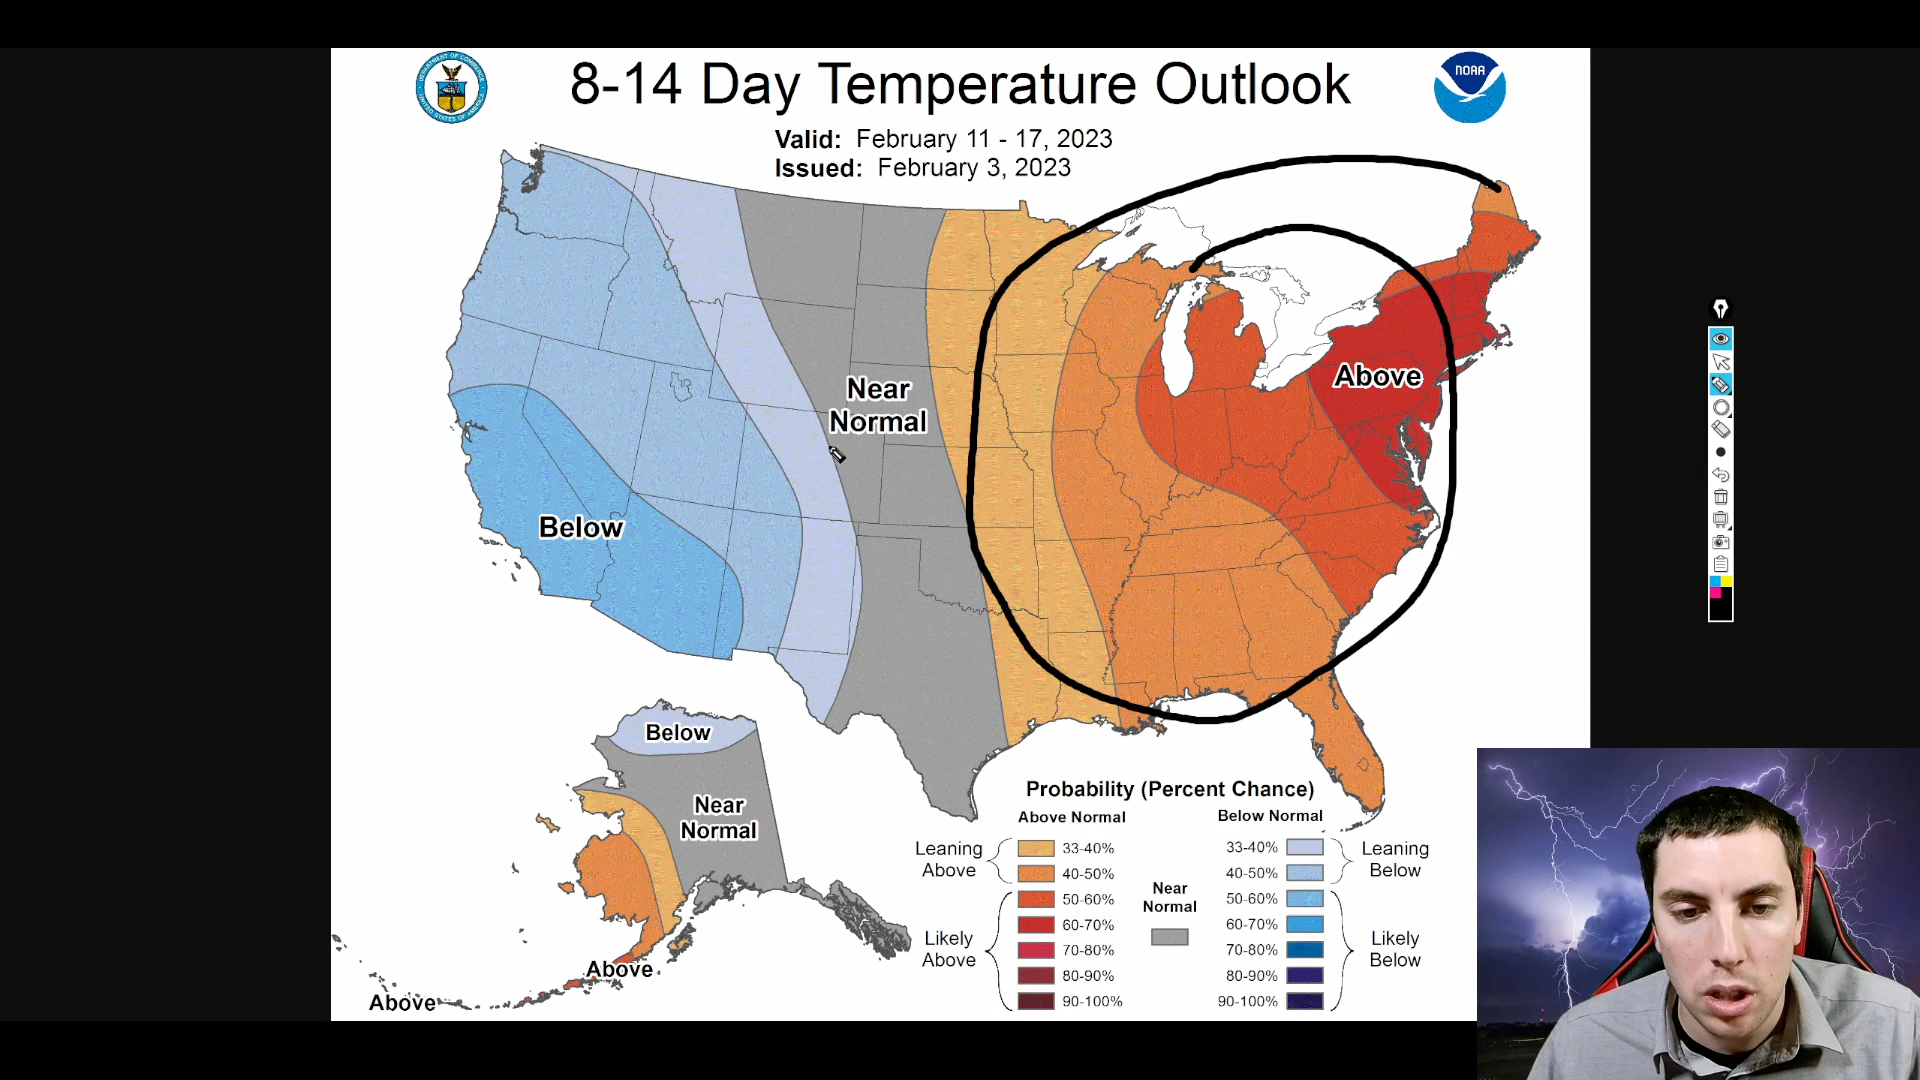 8-14 Day Temperature Outlook
NOAA
Valid: February 11 - 17, 2023
Issued: February 3, 2023
Near
Normal
Above
Below
Below
Near
Normal
Above
Above
Probability (Percent Chance)
Above Normal
Below Normal
Leaning
Above
33-40%
40-50%
50-60%
60-70%
70-80%
80-90%
90-100%
Likely
Above
Near
Normal
33-40%
40-50%
50-60%
60-70%
70-80%
80-90%
90-100%
Leaning
Below
Likely
Below